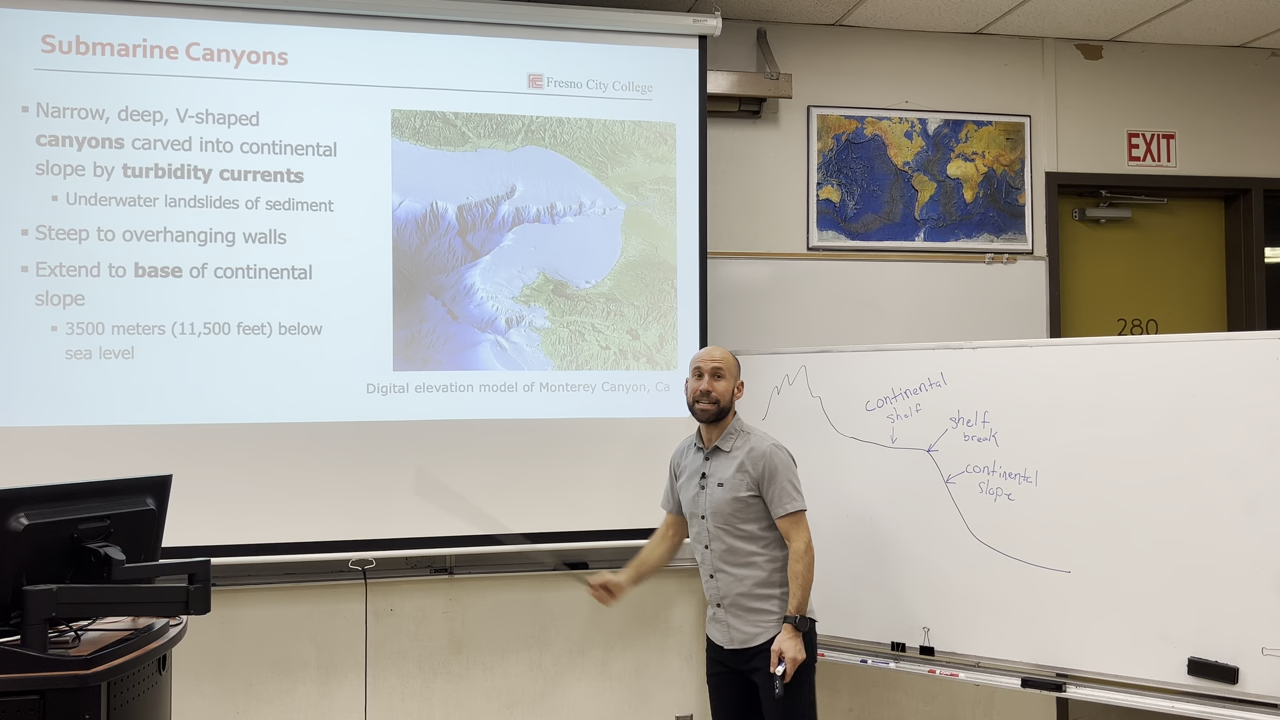 Submarine Canyons
Fresno City College
Narrow, deep, V-shaped
canyons carved into continental
slope by turbidity currents
Underwater landslides of sediment
Steep to overhanging walls
Extend to base of continental
slope
3500 meters (11,500 feet) below
sea level
Digital elevation model of Monterey Canyon, Ca
EXIT
280
continental
shelf
shelf
break
continental
slope